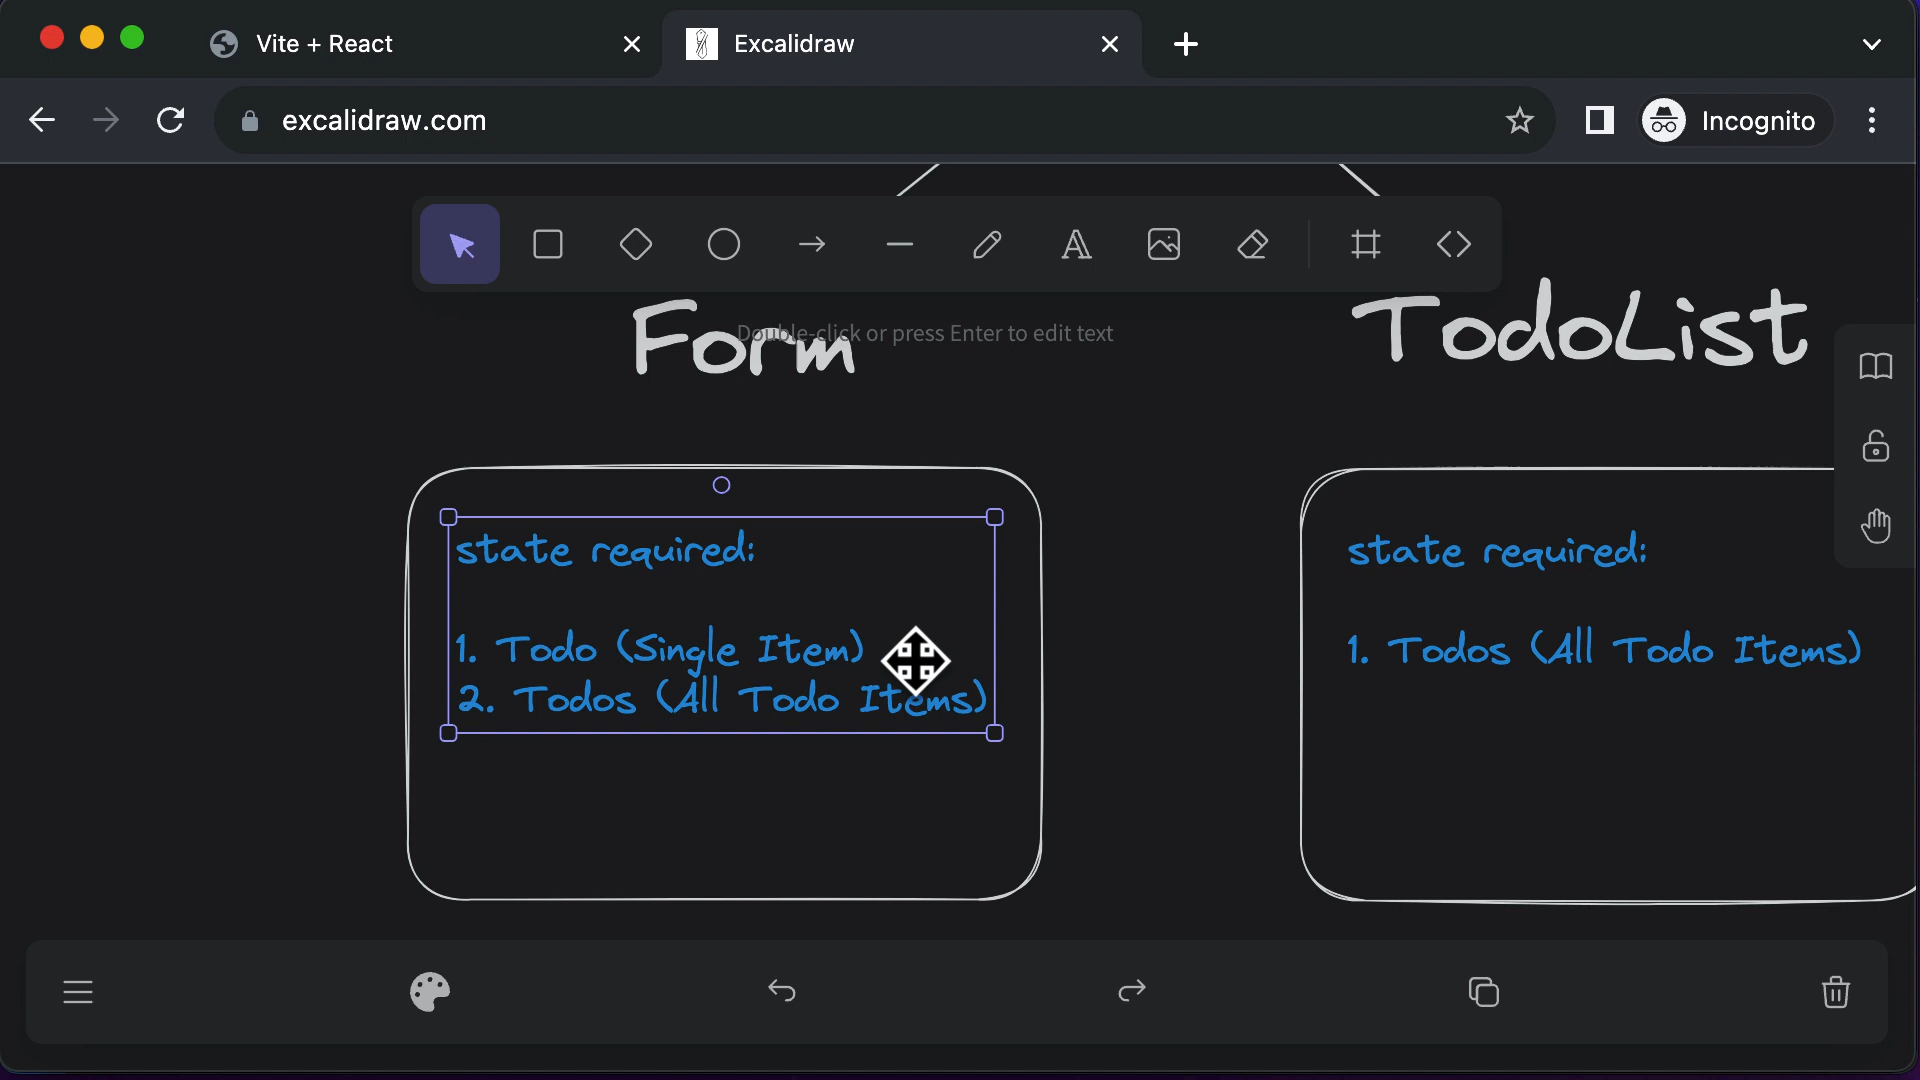 Vite + React
Excalidraw
excalidraw.com
Incognito
Form
TodoList
Double-click or press Enter to edit text
state required:
1. Todo (Single Item)
2. Todos (All Todo Items)
state required:
1. Todos (All Todo Items)